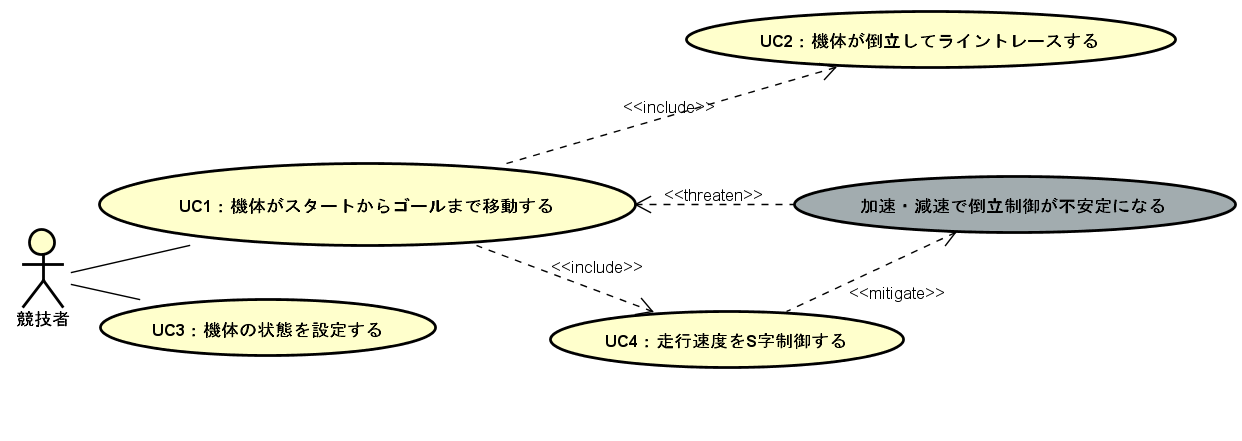 UC2：機体が倒立してライントレースする
<<include>>
UC1：機体がスタートからゴールまで移動する
<<threaten>>
加速・減速で倒立制御が不安定になる
<<include>>
<<mitigate>>
競技者
UC3：機体の状態を設定する
UC4：走行速度をS字制御する